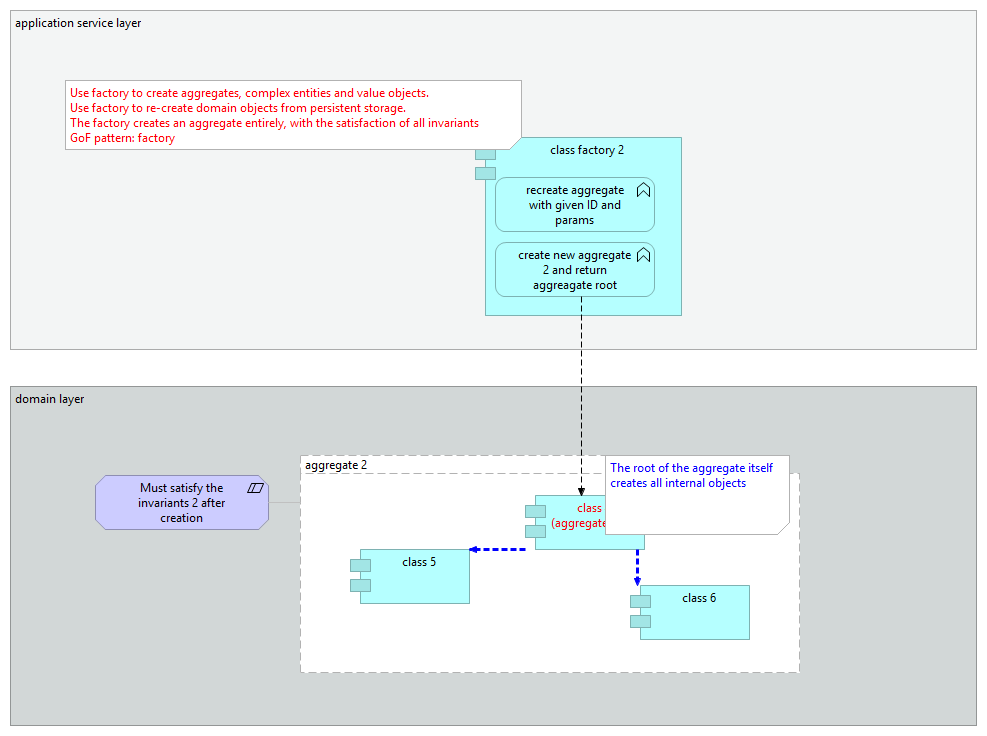 application service layer
Use factory to create aggregates, complex entities and value objects.
Use factory to re-create domain objects from persistent storage.
The factory creates an aggregate entirely, with the satisfaction of all invariants
GoF pattern: factory
class factory 2
recreate aggregate
with given ID and
params
create new aggregate
2 and return
aggreagate root
domain layer
aggregate 2
The root of the aggregate itself
creates all internal objects
Must satisfy the
invariants 2 after
creation
class
(aggregate
class 5
class 6